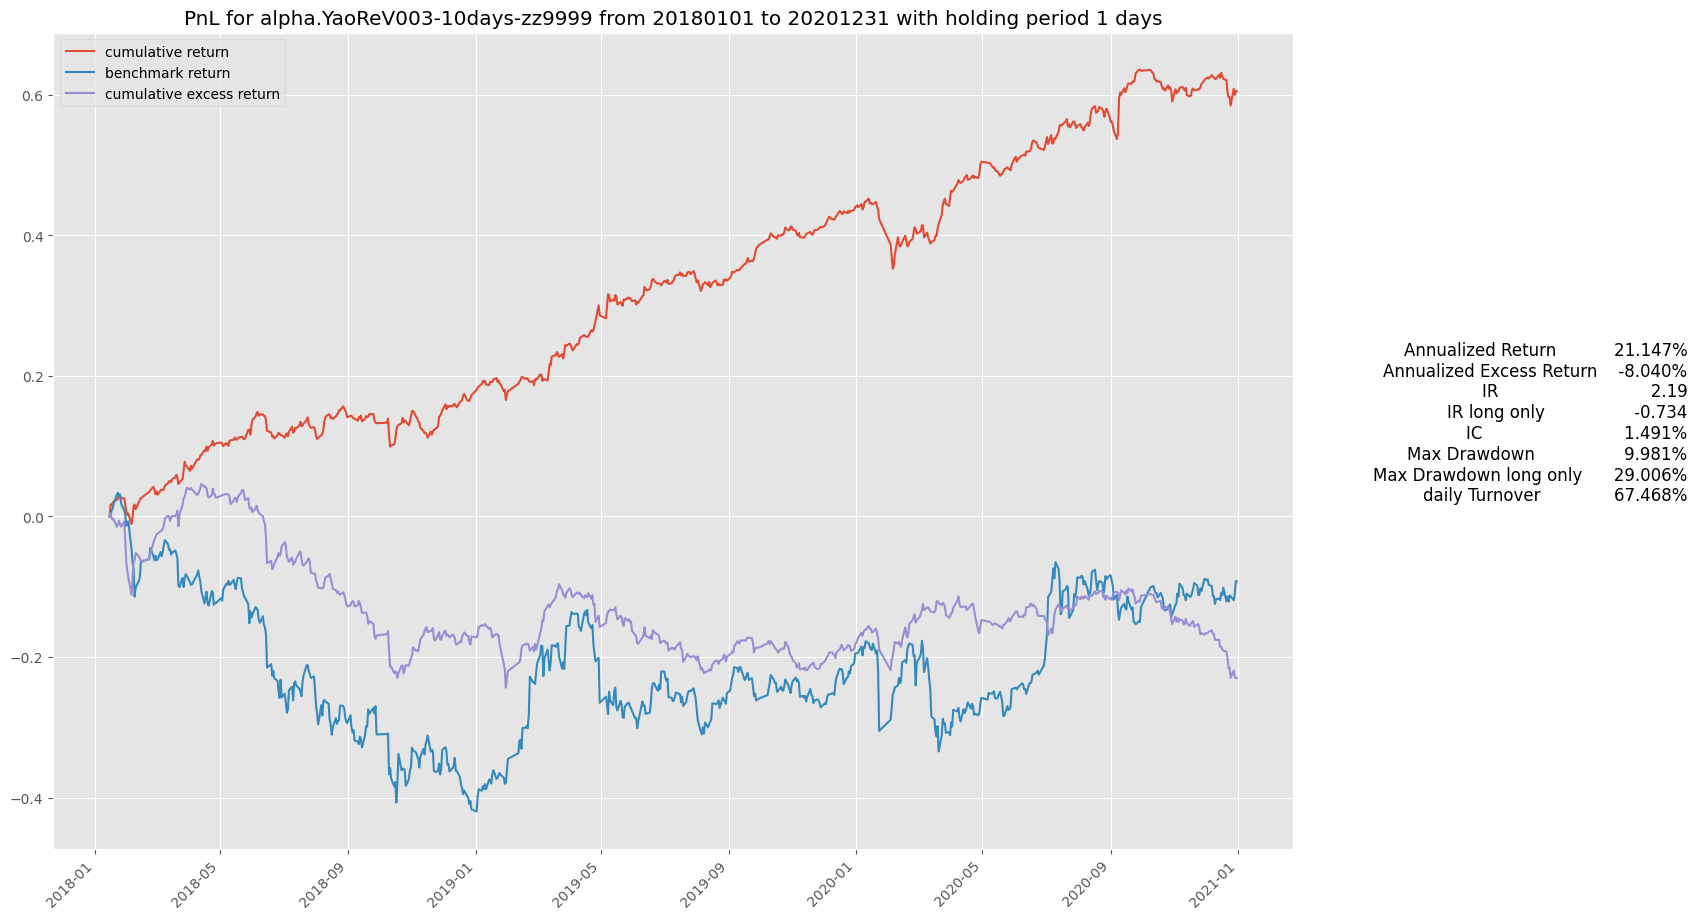 PnL for alpha.YaoReV003-10days-zz9999 from 20180101 to 20201231 with holding period 1 days
cumulative return
benchmark return
cumulative excess return
0.6
0.4
0.2
0.0
−0.2
−0.4
2018-01
2018-05
2018-09
2019-01
2019-05
2019-09
2020-01
2020-05
2020-09
2021-01
Annualized Return 21.147%
Annualized Excess Return -8.040%
IR 2.19
IR long only -0.734
IC 1.491%
Max Drawdown 9.981%
Max Drawdown long only 29.006%
daily Turnover 67.468%